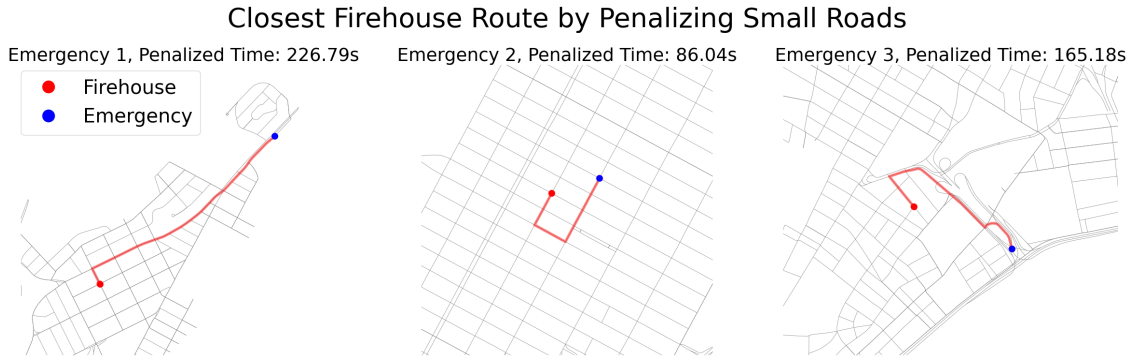 Closest Firehouse Route by Penalizing Small Roads
Emergency 1, Penalized Time: 226.79s
Firehouse
Emergency
Emergency 2, Penalized Time: 86.04s
Emergency 3, Penalized Time: 165.18s